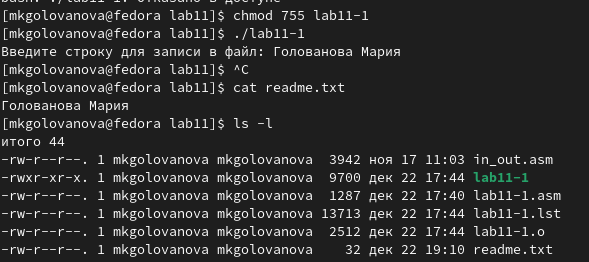 bash: ./lab11-1: Отказано в доступе
[mkgolovanova@fedora lab11]$ chmod 755 lab11-1
[mkgolovanova@fedora lab11]$ ./lab11-1
Введите строку для записи в файл: Голованова Мария
[mkgolovanova@fedora lab11]$ ^C
[mkgolovanova@fedora lab11]$ cat readme.txt
Голованова Мария
[mkgolovanova@fedora lab11]$ ls -l
итого 44
-rw-r--r--. 1 mkgolovanova mkgolovanova 3942 ноя 17 11:03 in_out.asm
-rwxr-xr-x. 1 mkgolovanova mkgolovanova 9700 дек 22 17:44 lab11-1
-rw-r--r--. 1 mkgolovanova mkgolovanova 1287 дек 22 17:40 lab11-1.asm
-rw-r--r--. 1 mkgolovanova mkgolovanova 13713 дек 22 17:44 lab11-1.lst
-rw-r--r--. 1 mkgolovanova mkgolovanova 2512 дек 22 17:44 lab11-1.o
-rw-r--r--. 1 mkgolovanova mkgolovanova 32 дек 22 19:10 readme.txt